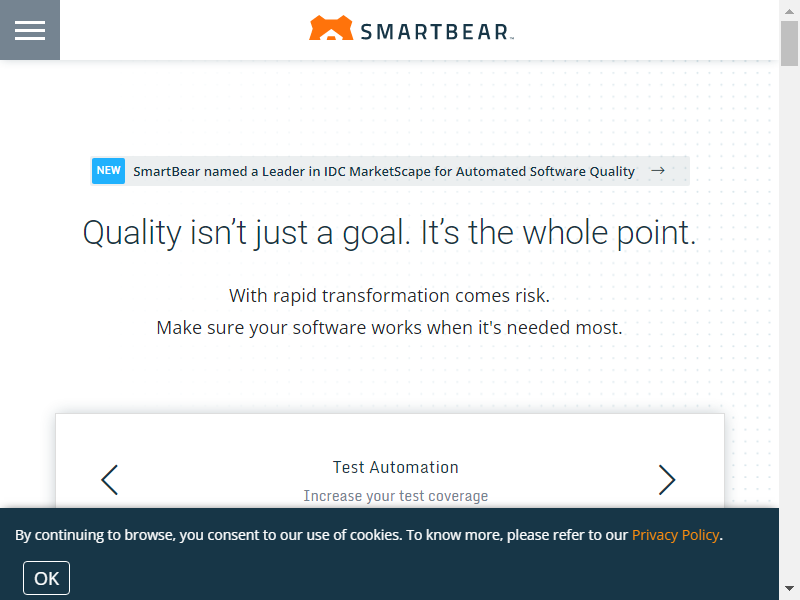 SMARTBEAR™
NEW SmartBear named a Leader in IDC MarketScape for Automated Software Quality →
Quality isn’t just a goal. It’s the whole point.
With rapid transformation comes risk.
Make sure your software works when it's needed most.
Test Automation
Increase your test coverage
By continuing to browse, you consent to our use of cookies. To know more, please refer to our Privacy Policy.
OK